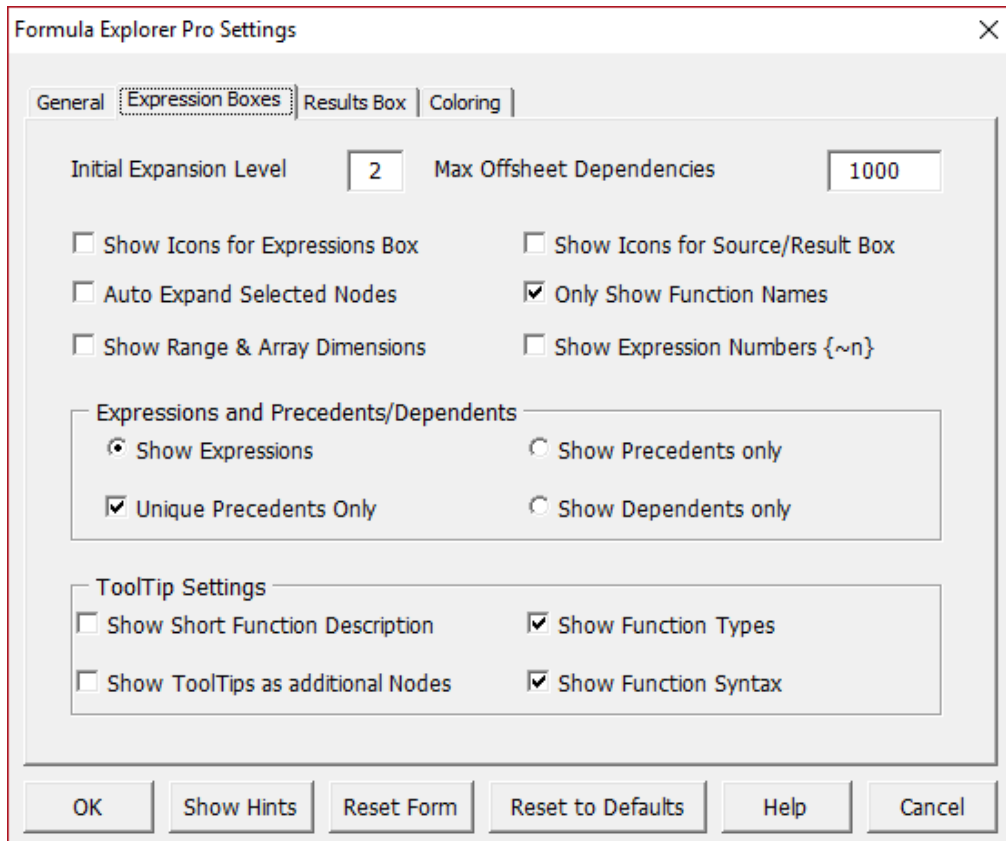 Formula Explorer Pro Settings
General Expression Boxes Results Box Coloring
Initial Expansion Level 2 Max Offsheet Dependencies 1000
Show Icons for Expressions Box Show Icons for Source/Result Box
Auto Expand Selected Nodes Only Show Function Names
Show Range & Array Dimensions Show Expression Numbers {~n}
Expressions and Precedents/Dependents
Show Expressions Show Precedents only
Unique Precedents Only Show Dependents only
ToolTip Settings
Show Short Function Description Show Function Types
Show ToolTips as additional Nodes Show Function Syntax
OK Show Hints Reset Form Reset to Defaults Help Cancel